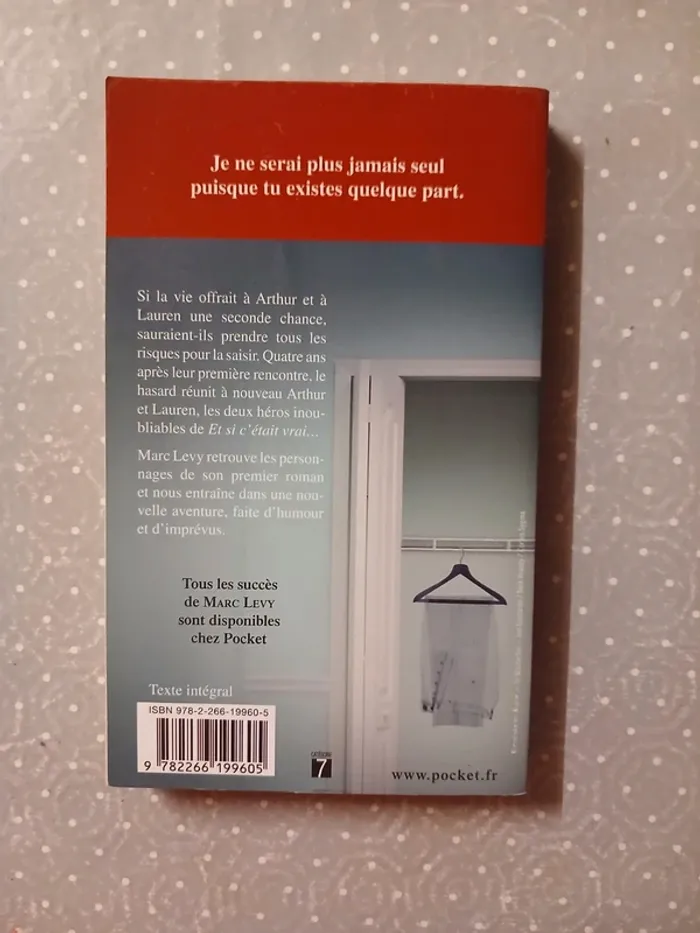 Je ne serai plus jamais seul
puisque tu existes quelque part.
Si la vie offrait à Arthur et à
Lauren une seconde chance,
sauraient-ils prendre tous les
risques pour la saisir. Quatre ans
après leur première rencontre, le
hasard réunit à nouveau Arthur
et Lauren, les deux héros inou-
bliables de Et si c'était vrai...
Marc Levy retrouve les person-
nages de son premier roman
et nous entraîne dans une nou-
velle aventure, faite d'humour
et d'imprévus.
Tous les succès
de MARC LEVY
sont disponibles
chez Pocket
Texte intégral
ISBN 978-2-266-19960-5
9 782266 199605
CATÉGORIE
7
www.pocket.fr